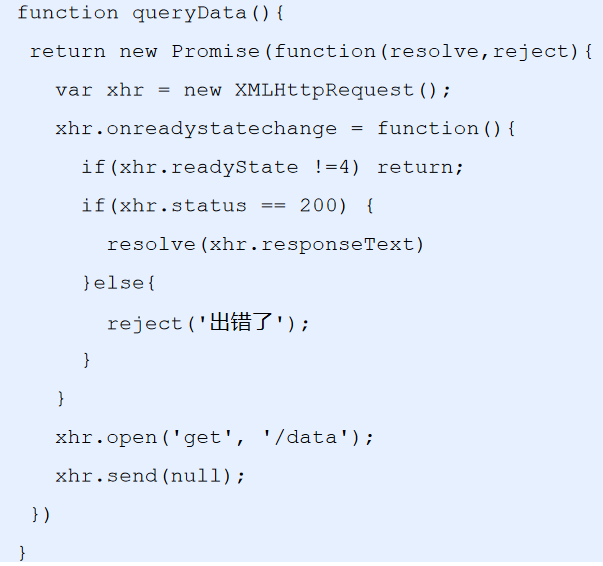 function queryData(){
return new Promise(function(resolve,reject){
var xhr = new XMLHttpRequest();
xhr.onreadystatechange = function(){
if(xhr.readyState !=4) return;
if(xhr.status == 200) {
resolve(xhr.responseText)
}else{
reject('出错了');
}
}
xhr.open('get', '/data');
xhr.send(null);
})
}